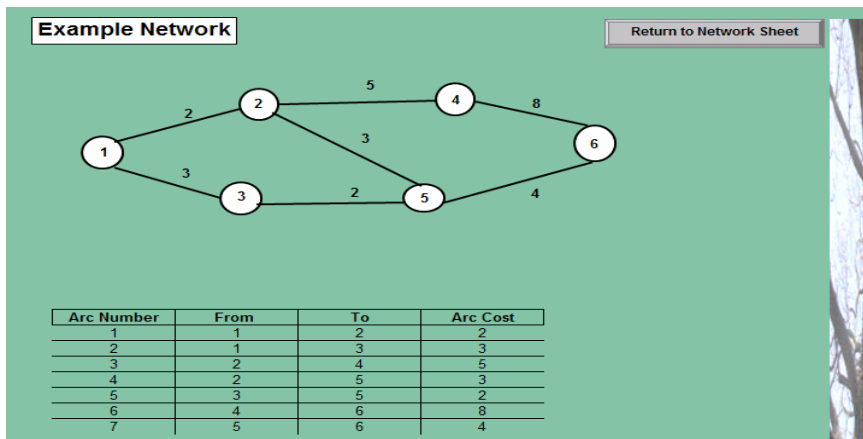 Example Network
Return to Network Sheet
5
2
4
8
2
3
6
1
3
3
2
5
4
Arc Number From To Arc Cost
1 1 2 2
2 1 3 3
3 2 4 5
4 2 5 3
5 3 5 2
6 4 6 8
7 5 6 4